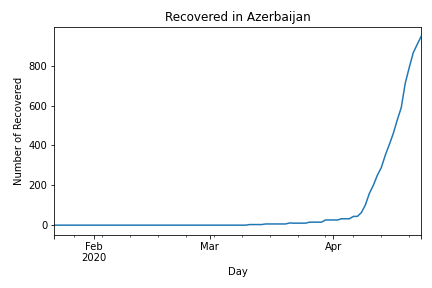 Recovered in Azerbaijan
Number of Recovered
800
600
400
200
0
Feb
2020
Mar
Apr
Day